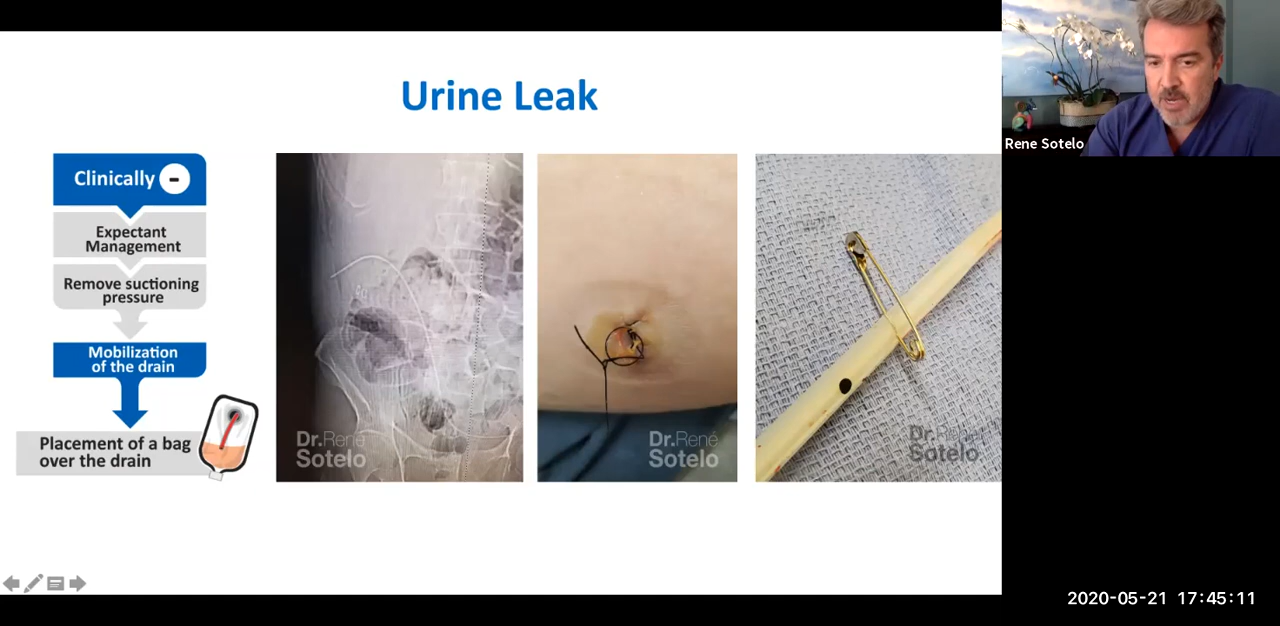 Urine Leak
Clinically -
Expectant
Management
Remove suctioning
pressure
Mobilization
of the drain
Placement of a bag
over the drain
Dr.René
Sotelo
Dr.René
Sotelo
Dr.René
Sotelo
Rene Sotelo
2020-05-21 17:45:11